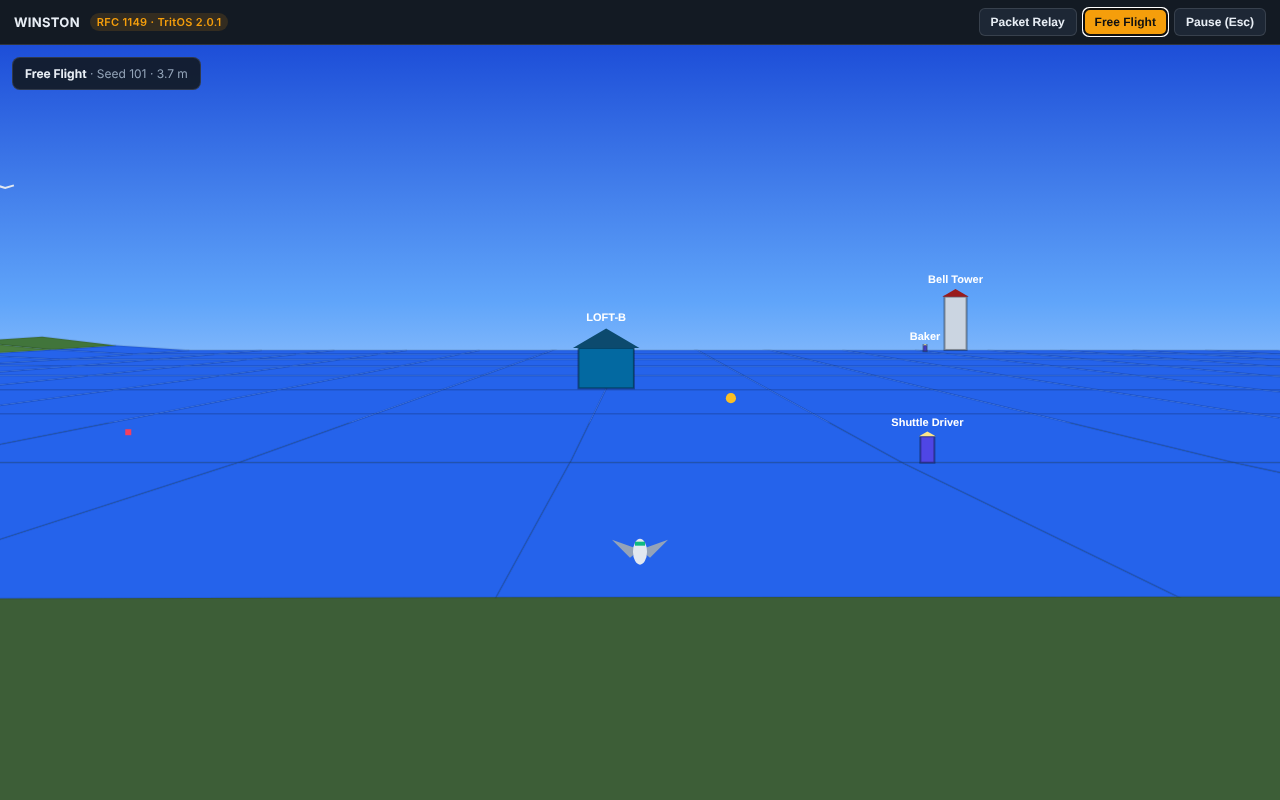 WINSTON RFC 1149 · TritOS 2.0.1 Packet Relay Free Flight Pause (Esc)
Free Flight · Seed 101 · 3.7 m
Bell Tower
LOFT-B
Baker
Shuttle Driver